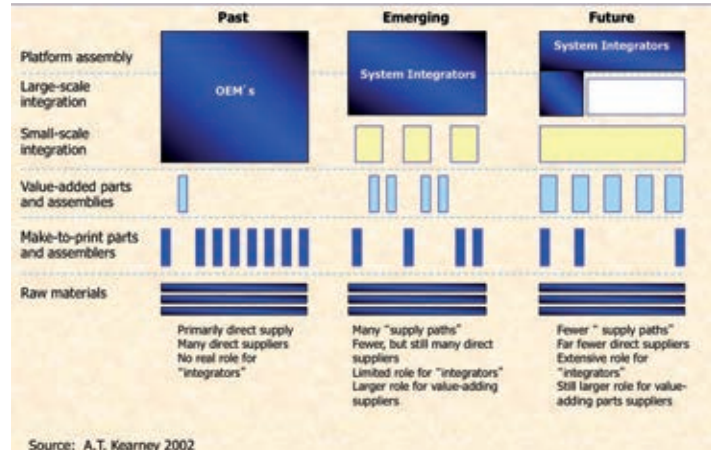 Past
Emerging
Future
Platform assembly
Large-scale
integration
Small-scale
integration
Value-added parts
and assemblies
Make-to-print parts
and assemblers
Raw materials
OEM´s
System Integrators
System Integrators
Primarily direct supply
Many direct suppliers
No real role for
"integrators"
Many "supply paths"
Fewer, but still many direct
suppliers
Limited role for "integrators"
Larger role for value-adding
suppliers
Fewer " supply paths"
Far fewer direct suppliers
Extensive role for
"integrators"
Still larger role for value-
adding parts suppliers
Source: A.T. Kearney 2002